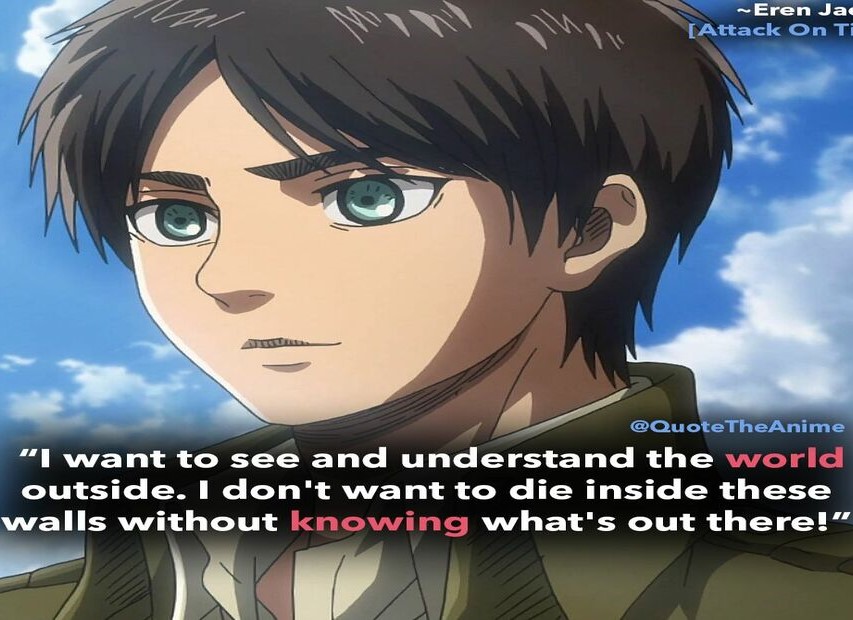 ~Eren Jae
[Attack On Ti
@QuoteTheAnime
“I want to see and understand the world
outside. I don't want to die inside these
walls without knowing what's out there!”